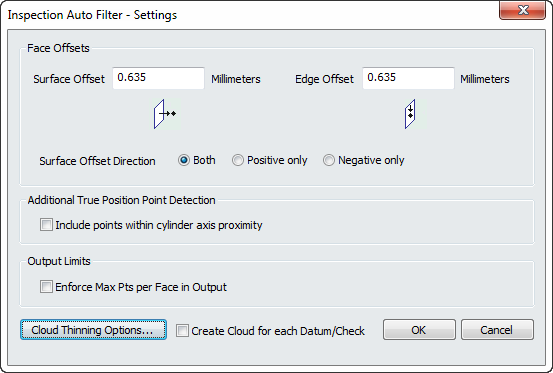 Inspection Auto Filter - Settings
Face Offsets
Surface Offset 0.635 Millimeters Edge Offset 0.635 Millimeters
Surface Offset Direction Both Positive only Negative only
Additional True Position Point Detection
Include points within cylinder axis proximity
Output Limits
Enforce Max Pts per Face in Output
Cloud Thinning Options... Create Cloud for each Datum/Check OK Cancel